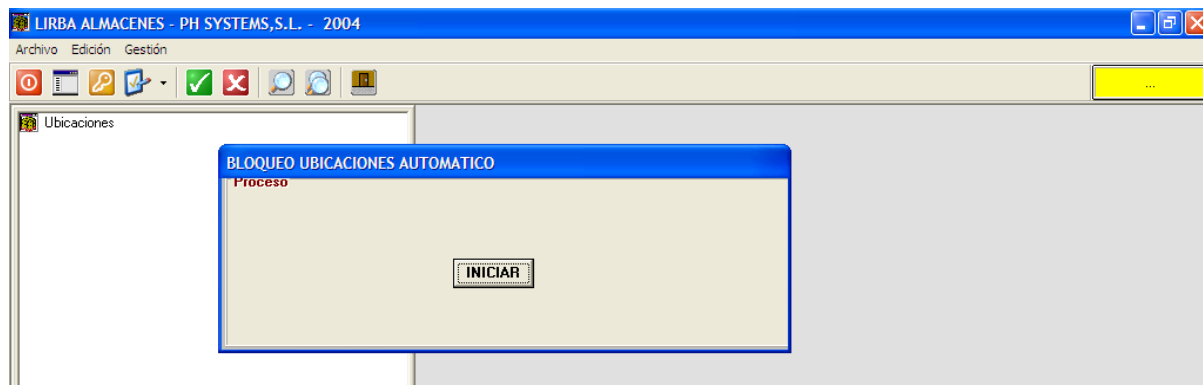 LIRBA ALMACENES - PH SYSTEMS,S.L. - 2004
Archivo Edición Gestión
...
Ubicaciones
BLOQUEO UBICACIONES AUTOMATICO
Proceso
INICIAR